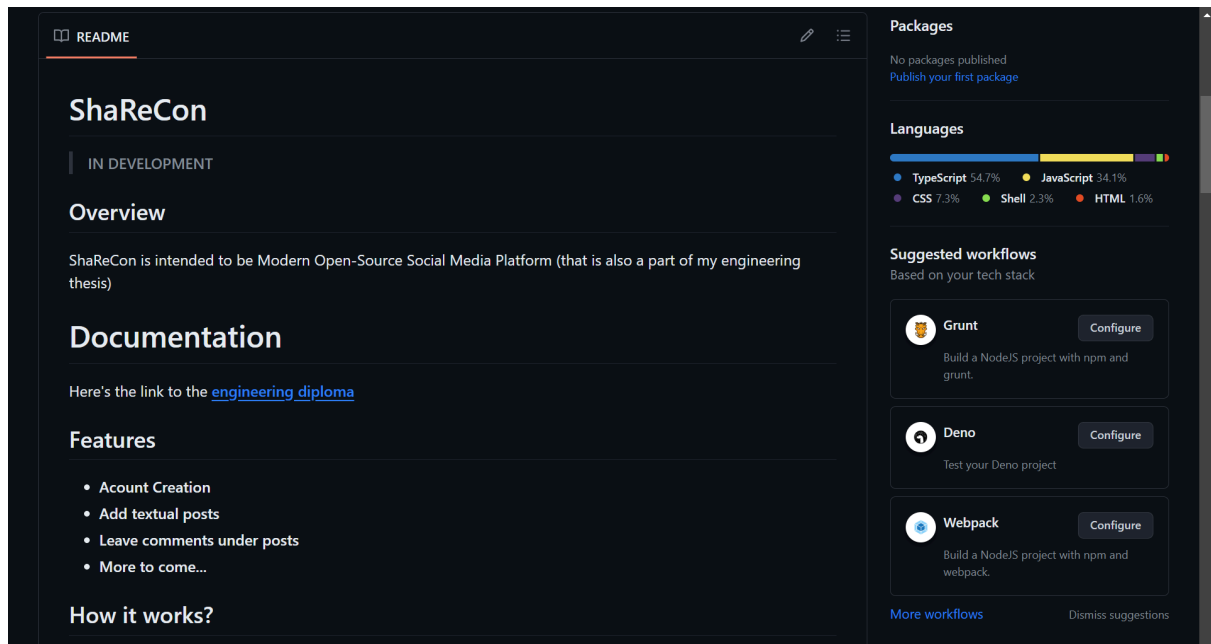 README
ShaReCon
IN DEVELOPMENT
Overview
ShaReCon is intended to be Modern Open-Source Social Media Platform (that is also a part of my engineering
thesis)
Documentation
Here's the link to the engineering diploma
Features
Acount Creation
Add textual posts
Leave comments under posts
More to come...
How it works?
Packages
No packages published
Publish your first package
Languages
TypeScript 54.7% JavaScript 34.1%
CSS 7.3% Shell 2.3% HTML 1.6%
Suggested workflows
Based on your tech stack
Grunt Configure
Build a NodeJS project with npm and
grunt.
Deno Configure
Test your Deno project
Webpack Configure
Build a NodeJS project with npm and
webpack.
More workflows Dismiss suggestions